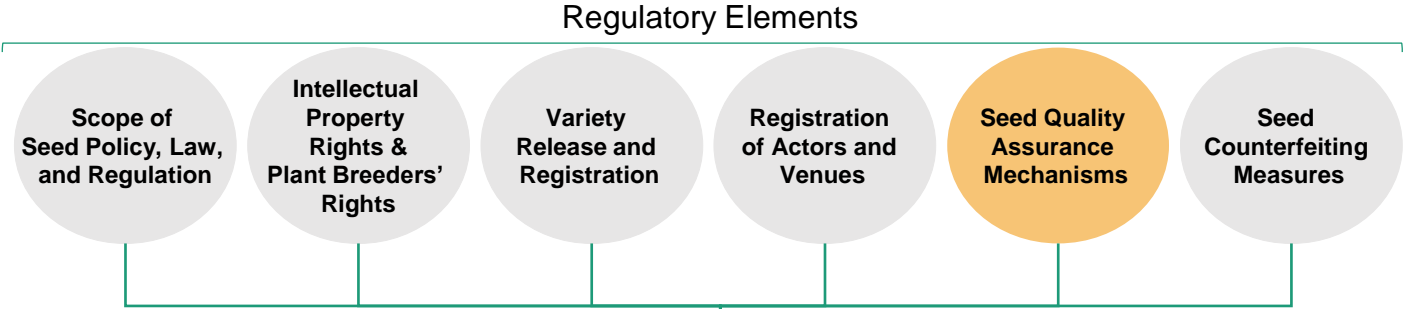 Regulatory Elements
Scope of
Seed Policy, Law,
and Regulation
Intellectual
Property
Rights &
Plant Breeders’
Rights
Variety
Release and
Registration
Registration
of Actors and
Venues
Seed Quality
Assurance
Mechanisms
Seed
Counterfeiting
Measures